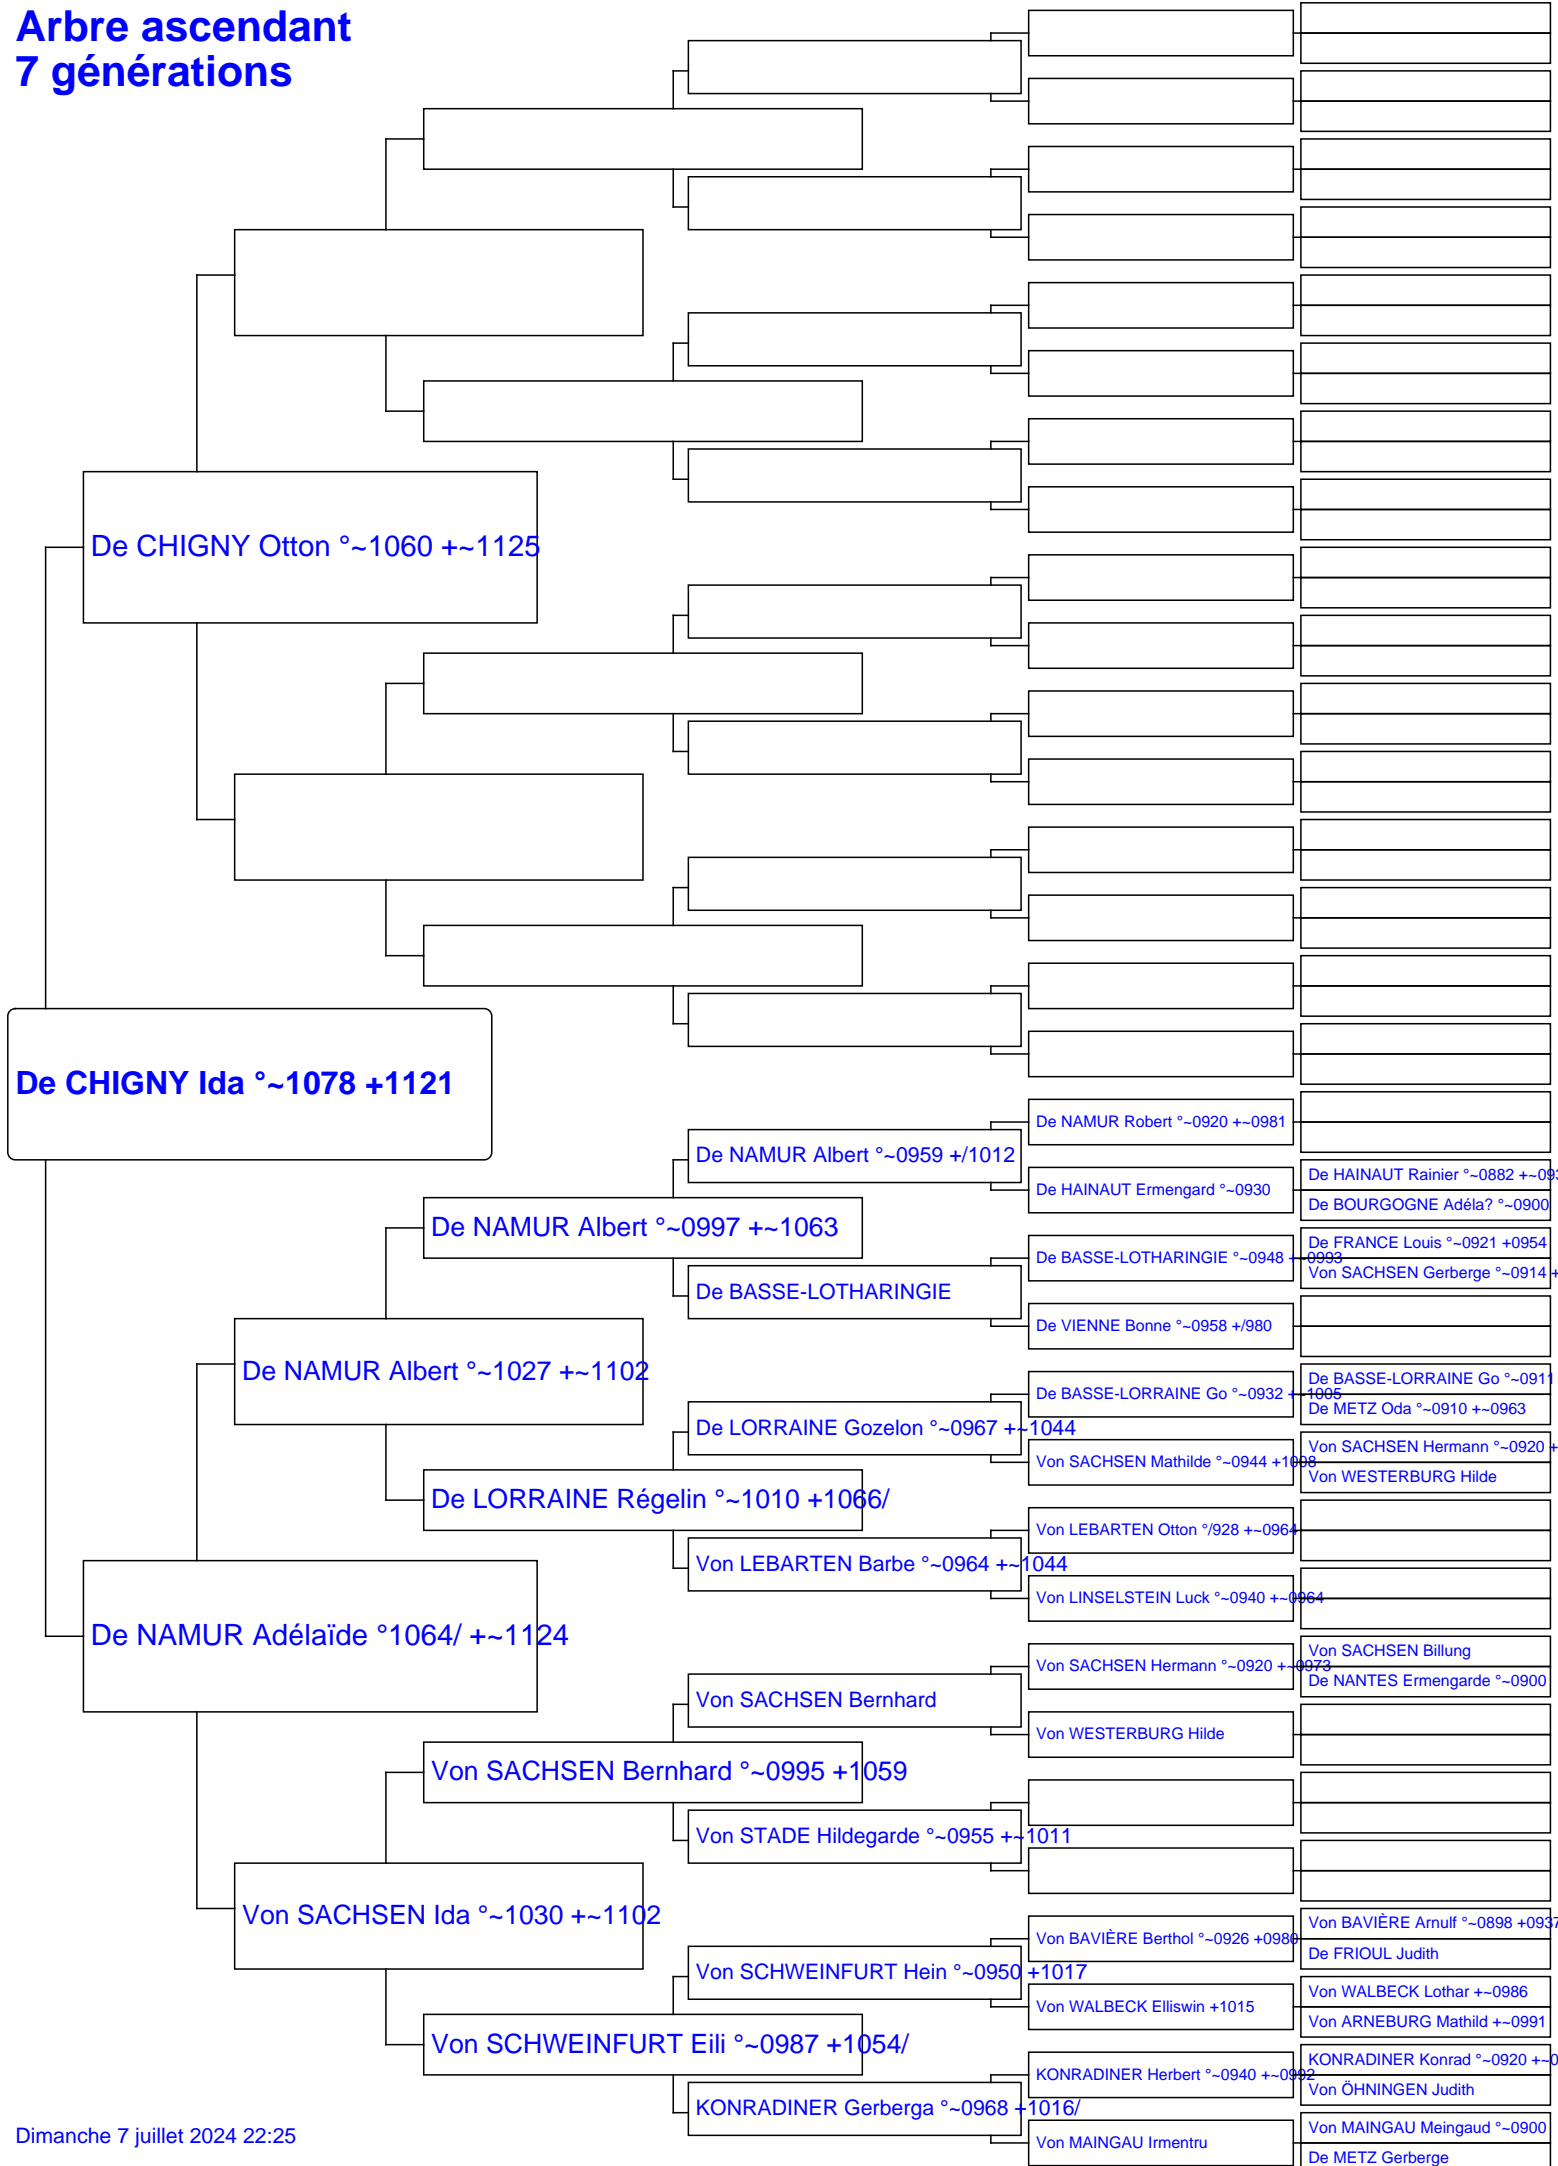 Arbre ascendant
7 générations
De CHIGNY Otton °~1060 +~1125
De CHIGNY Ida °~1078 +1121
De NAMUR Robert °~0920 +~0981
De NAMUR Albert °~0959 +/1012
De HAINAUT Rainier °~0882 +~093
De HAINAUT Ermengard °~0930
De BOURGOGNE Adéla? °~0900
De NAMUR Albert °~0997 +~1063
De FRANCE Louis °~0921 +0954
De BASSE-LOTHARINGIE °~0948 +~0993
Von SACHSEN Gerberge °~0914 +
De BASSE-LOTHARINGIE
De VIENNE Bonne °~0958 +/980
De NAMUR Albert °~1027 +~1102
De BASSE-LORRAINE Go °~0911
De BASSE-LORRAINE Go °~0932 +~1005
De METZ Oda °~0910 +~0963
De LORRAINE Gozelon °~0967 +~1044
Von SACHSEN Hermann °~0920 +
Von SACHSEN Mathilde °~0944 +1008
Von WESTERBURG Hilde
De LORRAINE Régelin °~1010 +1066/
Von LEBARTEN Otton °/928 +~0964
Von LEBARTEN Barbe °~0964 +~1044
Von LINSELSTEIN Luck °~0940 +~0964
De NAMUR Adélaïde °1064/ +~1124
Von SACHSEN Billung
Von SACHSEN Hermann °~0920 +~0973
De NANTES Ermengarde °~0900
Von SACHSEN Bernhard
Von WESTERBURG Hilde
Von SACHSEN Bernhard °~0995 +1059
Von STADE Hildegarde °~0955 +~1011
Von SACHSEN Ida °~1030 +~1102
Von BAVIÈRE Arnulf °~0898 +0937
Von BAVIÈRE Berthol °~0926 +0980
De FRIOUL Judith
Von SCHWEINFURT Hein °~0950 +1017
Von WALBECK Lothar +~0986
Von WALBECK Elliswin +1015
Von ARNEBURG Mathild +~0991
Von SCHWEINFURT Eili °~0987 +1054/
KONRADINER Konrad °~0920 +~0
KONRADINER Herbert °~0940 +~0992
Von ÖHNINGEN Judith
KONRADINER Gerberga °~0968 +1016/
Von MAINGAU Meingaud °~0900
Von MAINGAU Irmentru
De METZ Gerberge
Dimanche 7 juillet 2024 22:25